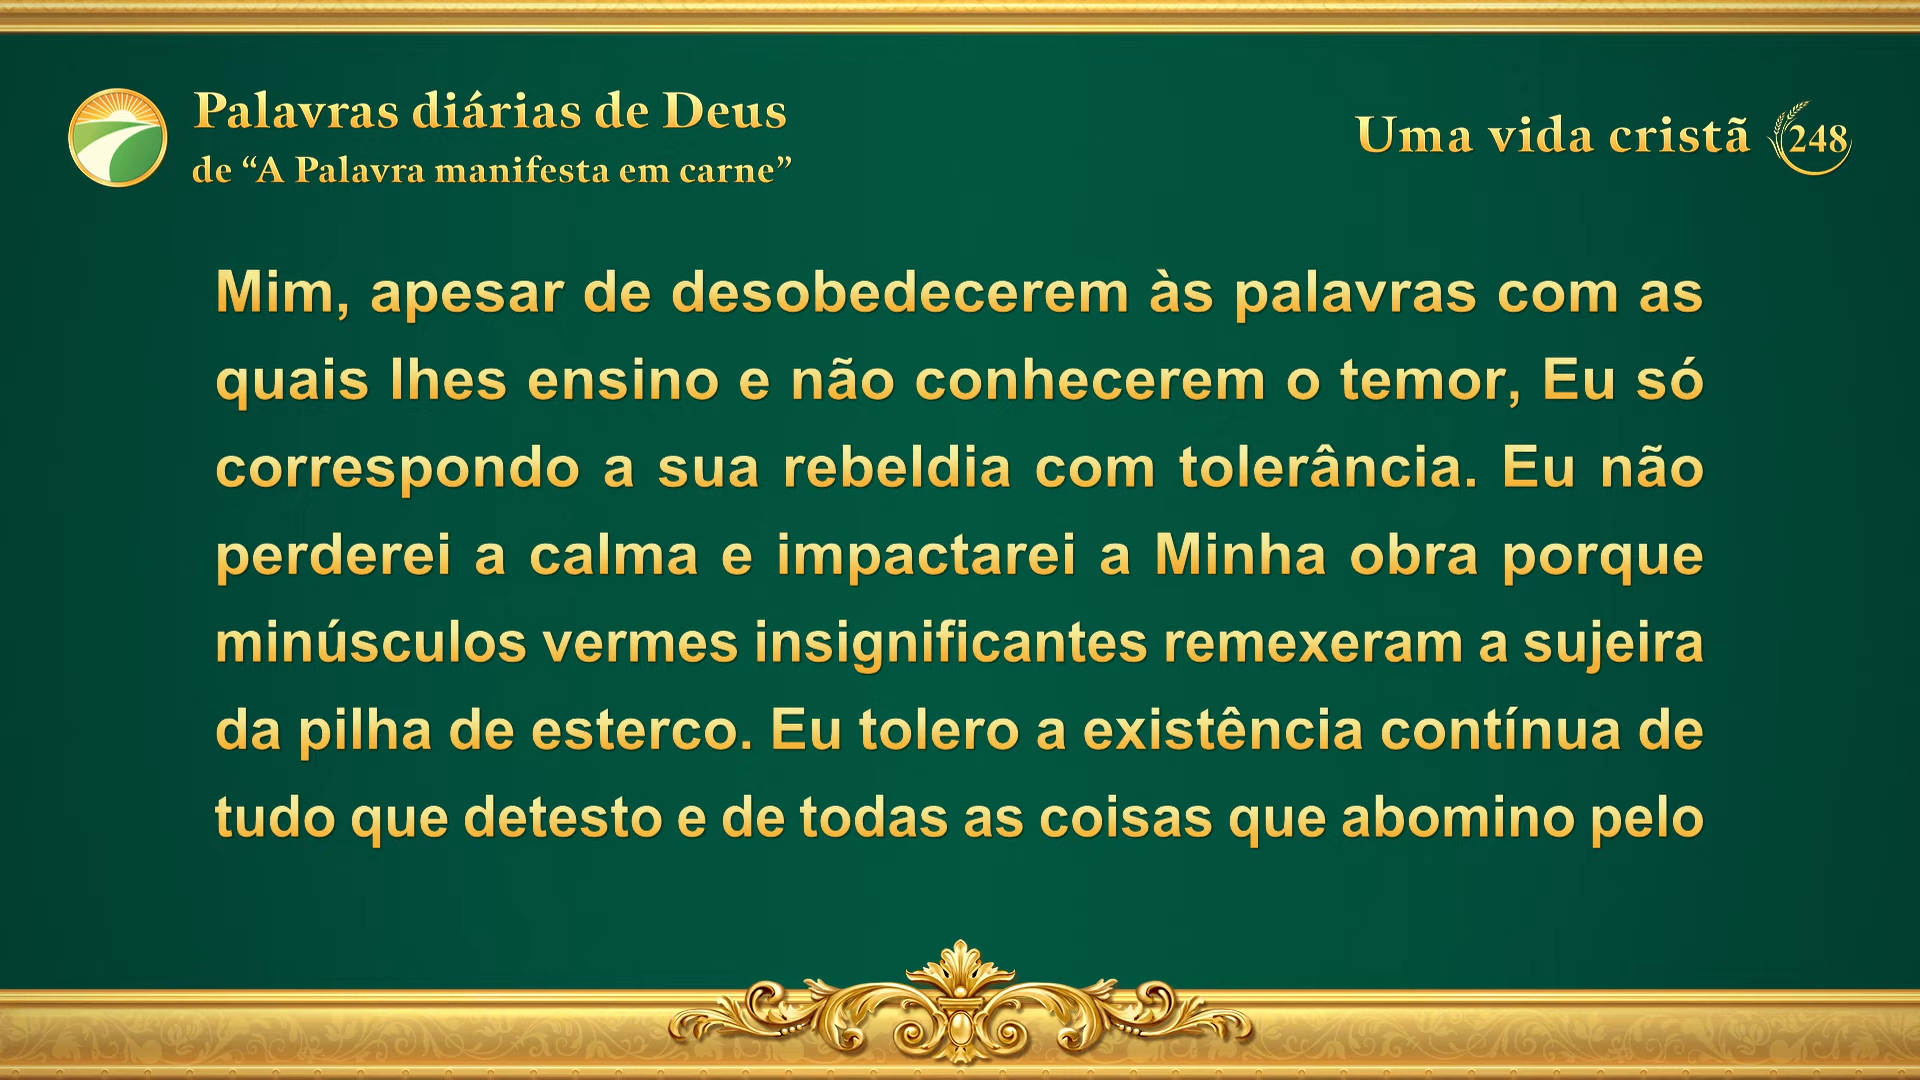 Palavras diárias de Deus
de “A Palavra manifesta em carne”
Uma vida cristã 248
Mim, apesar de desobedecerem às palavras com as
quais lhes ensino e não conhecerem o temor, Eu só
correspondo a sua rebeldia com tolerância. Eu não
perderei a calma e impactarei a Minha obra porque
minúsculos vermes insignificantes remexeram a sujeira
da pilha de esterco. Eu tolero a existência contínua de
tudo que detesto e de todas as coisas que abomino pelo